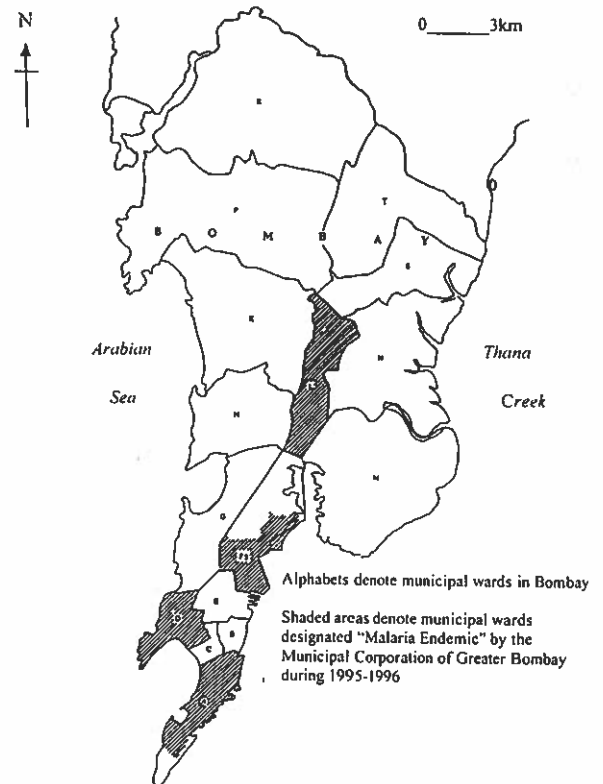 N
0 3km
R
T
P
B O M B A Y
S
K
Arabian
Sea
N
Thana
Creek
H
M
G
FS
Alphabets denote municipal wards in Bombay
E
Shaded areas denote municipal wards
designated "Malaria Endemic" by the
Municipal Corporation of Greater Bombay
during 1995-1996
D
B
C